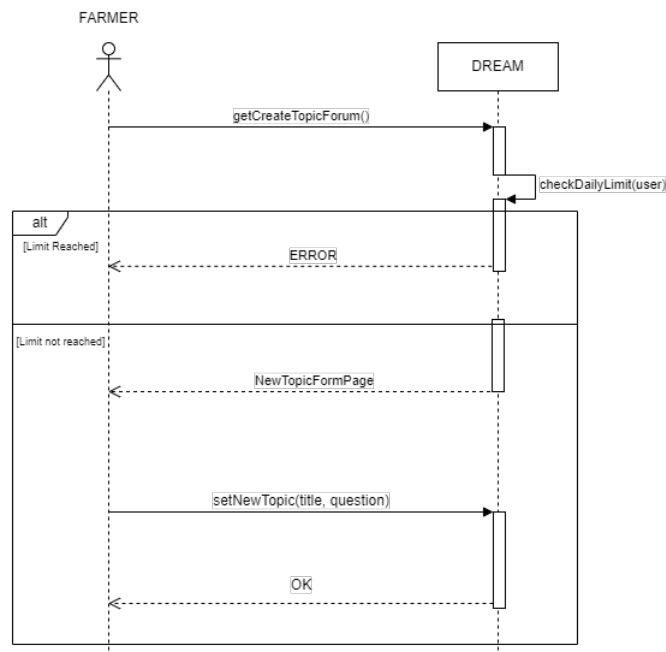 FARMER
DREAM
getCreateTopicForum()
checkDailyLimit(user)
alt
[Limit Reached]
ERROR
[Limit not reached]
NewTopicFormPage
setNewTopic(title, question)
OK